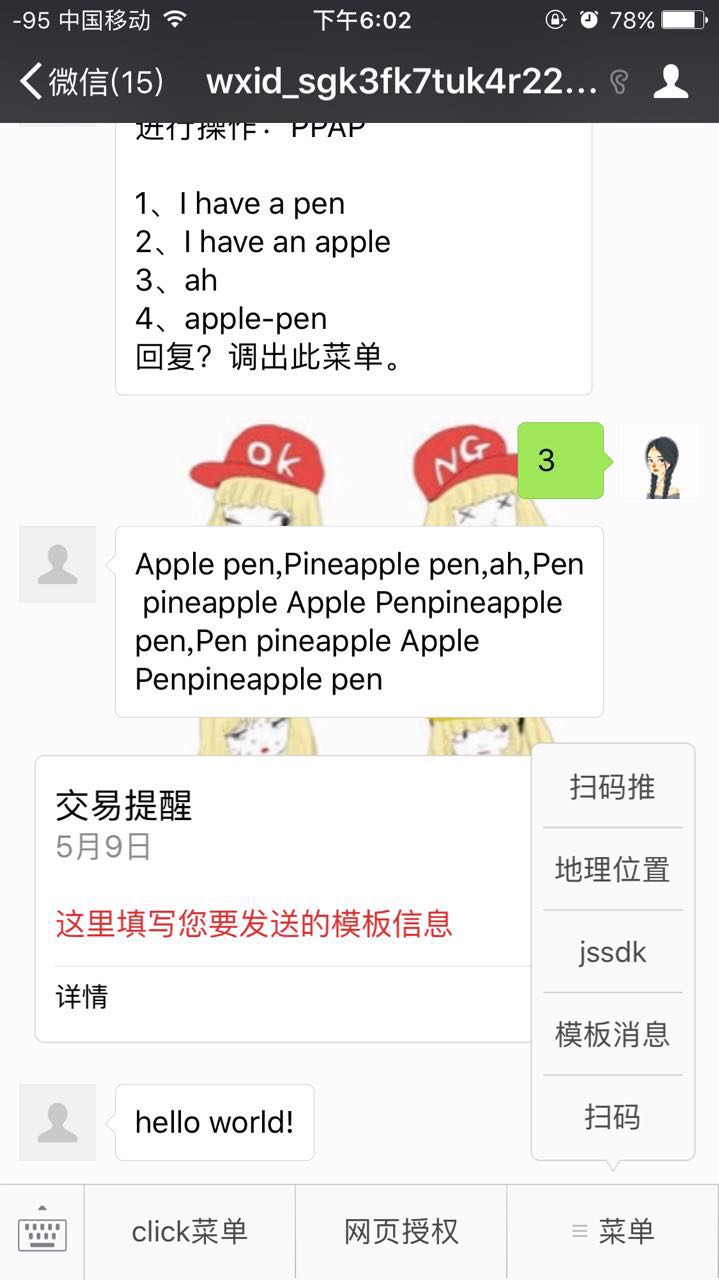 -95 中国移动 下午6:02 78%
微信(15) wxid_sgk3fk7tuk4r22...
进行操作：PPAP
1、I have a pen
2、I have an apple
3、ah
4、apple-pen
回复？调出此菜单。
OK NG
3
Apple pen,Pineapple pen,ah,Pen
pineapple Apple Penpineapple
pen,Pen pineapple Apple
Penpineapple pen
交易提醒
5月9日
这里填写您要发送的模板信息
详情
扫码推
地理位置
jssdk
模板消息
扫码
hello world!
click菜单 网页授权 菜单